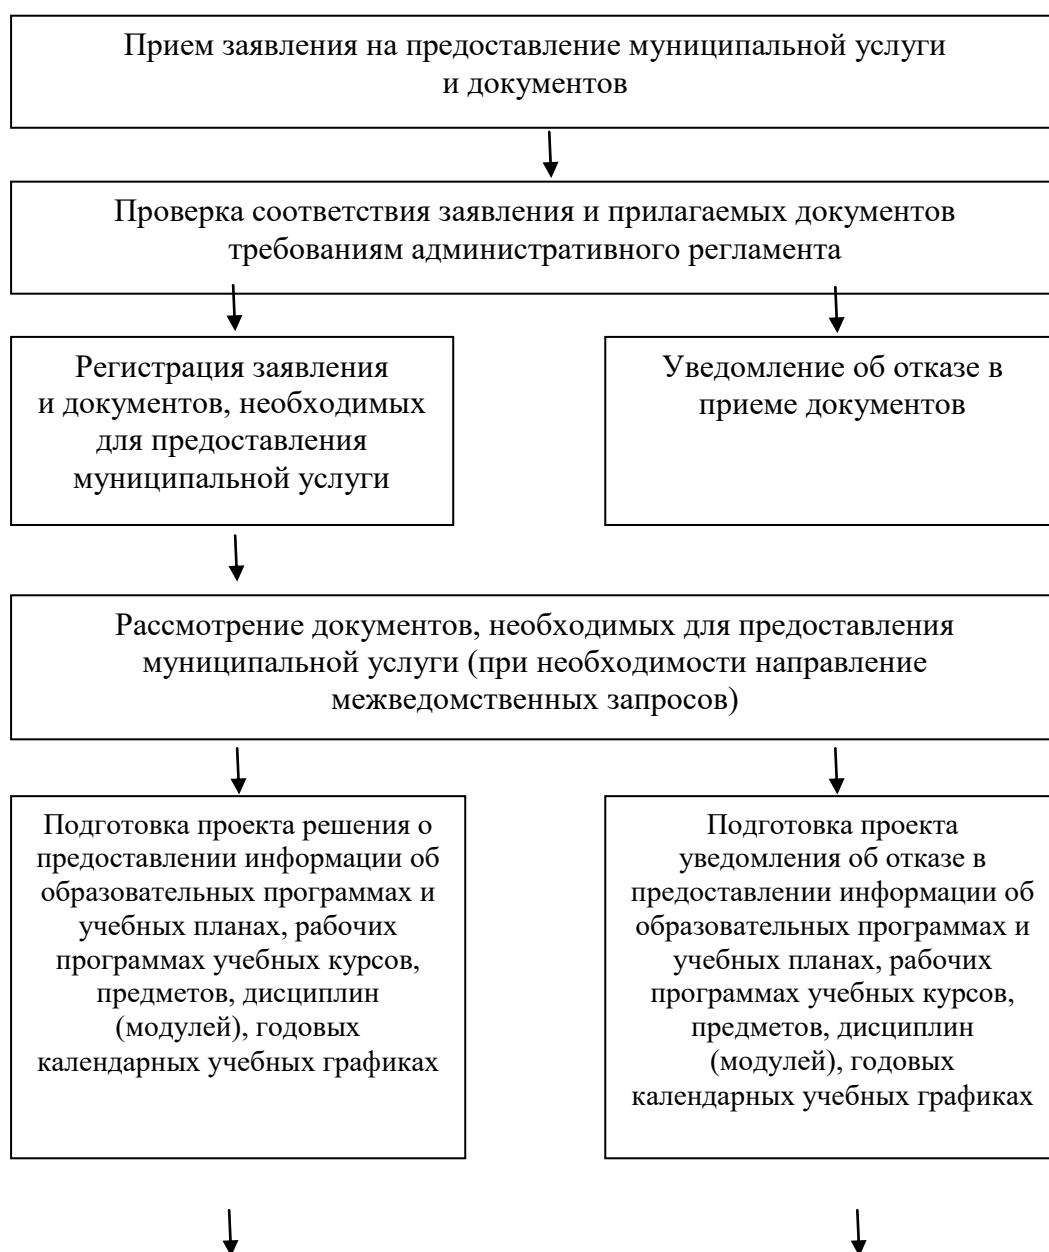 Прием заявления на предоставление муниципальной услуги
и документов
Проверка соответствия заявления и прилагаемых документов
требованиям административного регламента
Регистрация заявления
и документов, необходимых
для предоставления
муниципальной услуги
Уведомление об отказе в
приеме документов
Рассмотрение документов, необходимых для предоставления
муниципальной услуги (при необходимости направление
межведомственных запросов)
Подготовка проекта решения о
предоставлении информации об
образовательных программах и
учебных планах, рабочих
программах учебных курсов,
предметов, дисциплин
(модулей), годовых
календарных учебных графиках
Подготовка проекта
уведомления об отказе в
предоставлении информации об
образовательных программах и
учебных планах, рабочих
программах учебных курсов,
предметов, дисциплин
(модулей), годовых
календарных учебных графиках